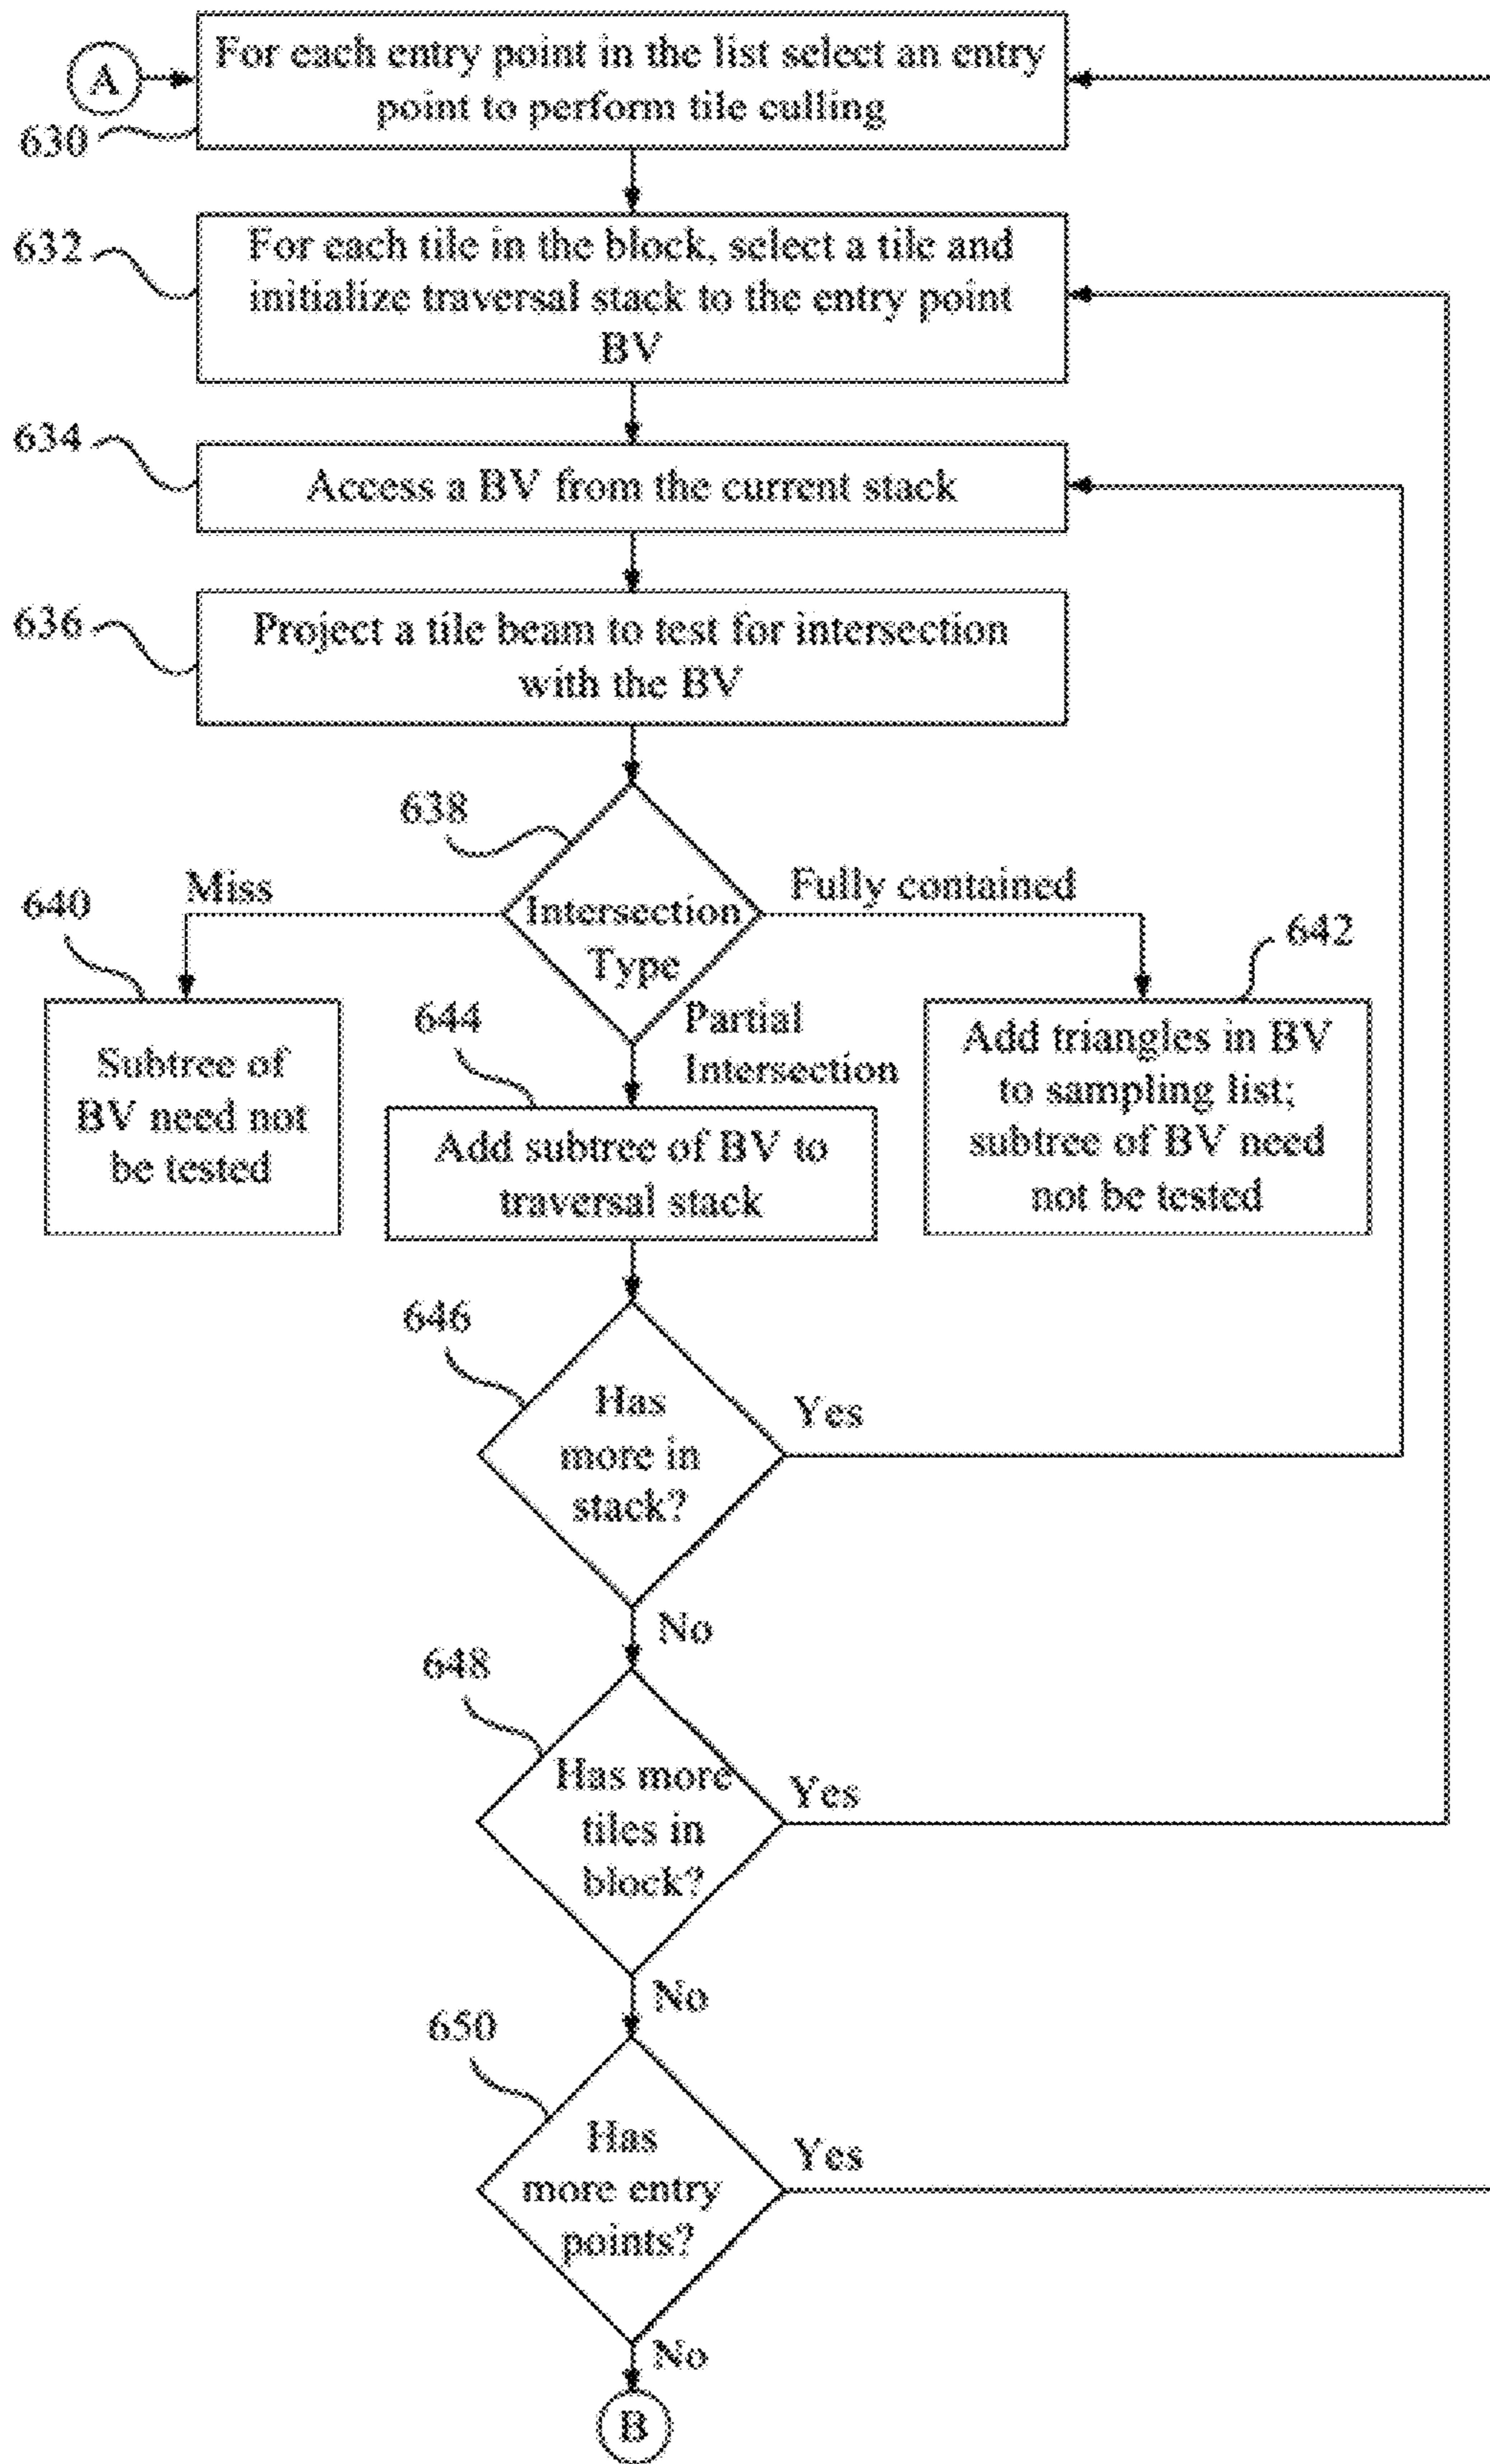 A
For each entry point in the list select an entry
point to perform tile culling
630
632
For each tile in the block, select a tile and
initialize traversal stack to the entry point
BV
634
Access a BV from the current stack
636
Project a tile beam to test for intersection
with the BV
638
Miss
Fully contained
Intersection
Type
640
642
Partial
Intersection
644
Subtree of
BV need not
be tested
Add subtree of BV to
traversal stack
Add triangles in BV
to sampling list;
subtree of BV need
not be tested
646
Has
more in
stack?
Yes
No
648
Has more
tiles in
block?
Yes
No
650
Has
more entry
points?
Yes
No
B